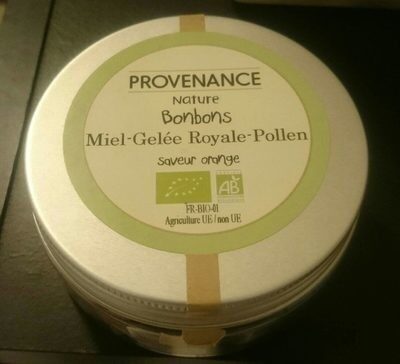 PROVENANCE
Nature
Bonbons
Miel-Gelée Royale-Pollen
saveur orange
AB
FR-BIO-01
Agriculture UE/non UE